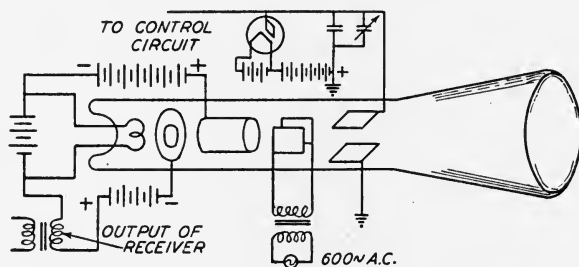 TO CONTROL
CIRCUIT
- +
+
+ -
OUTPUT OF
RECEIVER
600~A.C.